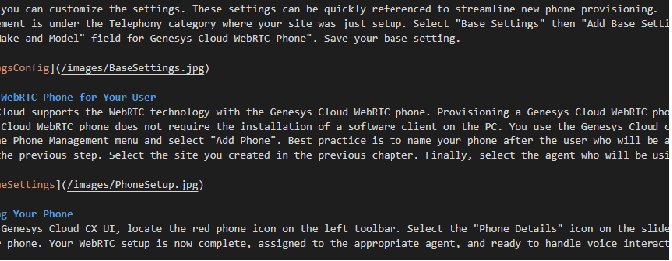 you can customize the settings. These settings can be quickly referenced to streamline new phone provisioning.
ement is under the Telephony category where your site was just setup. Select "Base Settings" then "Add Base Setti
Make and Model" field for Genesys Cloud WebRTC Phone". Save your base setting.
ngsConfig](/images/BaseSettings.jpg)
WebRTC Phone for Your User
Cloud supports the WebRTC technology with the Genesys Cloud WebRTC phone. Provisioning a Genesys Cloud WebRTC pho
Cloud WebRTC phone does not require the installation of a software client on the PC. You use the Genesys Cloud c
he Phone Management menu and select "Add Phone". Best practice is to name your phone after the user who will be a
the previous step. Select the site you created in the previous chapter. Finally, select the agent who will be usi
neSettings](/images/PhoneSetup.jpg)
ng Your Phone
Genesys Cloud CX UI, locate the red phone icon on the left toolbar. Select the "Phone Details" icon on the slide
r phone. Your WebRTC setup is now complete, assigned to the appropriate agent, and ready to handle voice interact